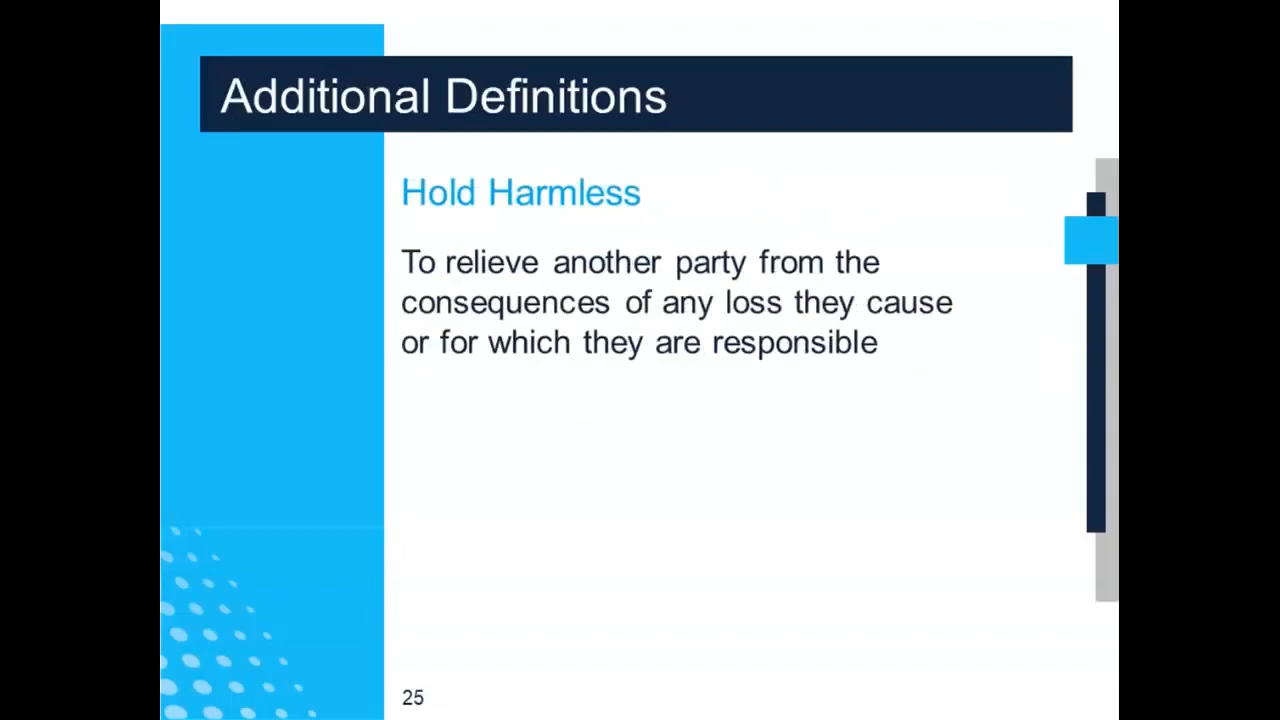 Additional Definitions
Hold Harmless
To relieve another party from the
consequences of any loss they cause
or for which they are responsible
25